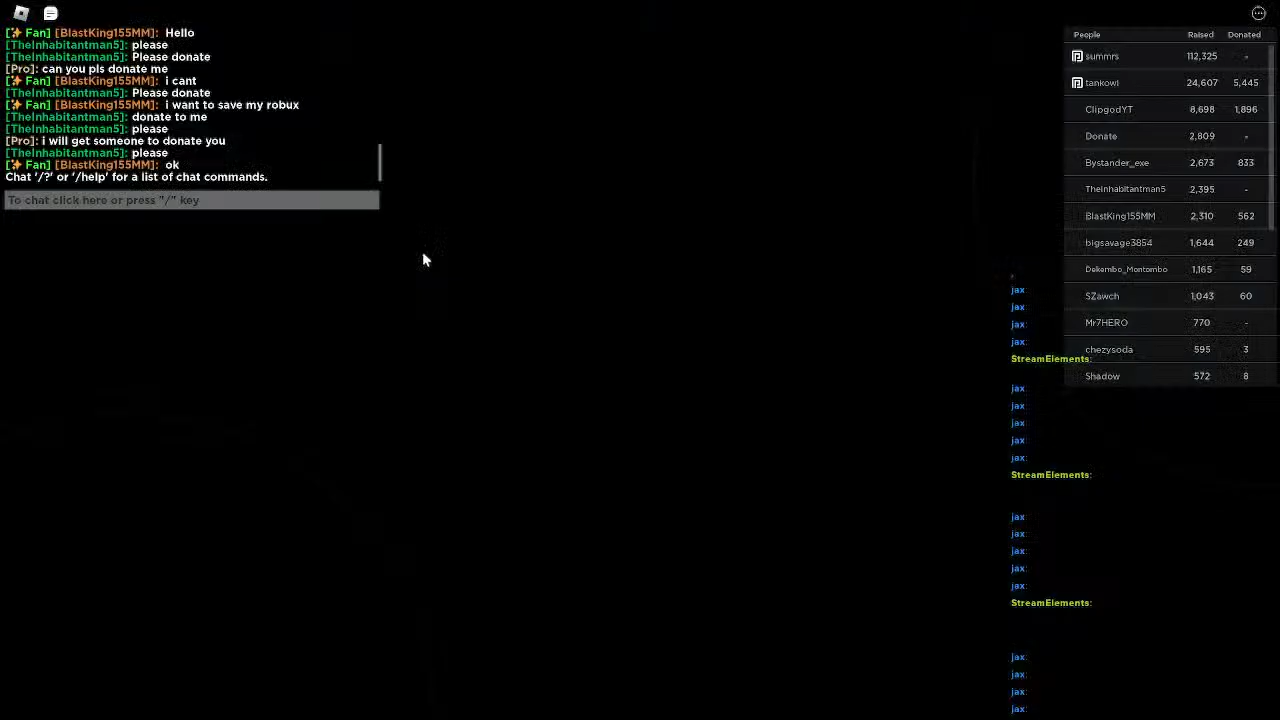 [✨ Fan] [BlastKing155MM]: Hello
[TheInhabitantman5]: please
[TheInhabitantman5]: Please donate
[Pro]: can you pls donate me
[✨ Fan] [BlastKing155MM]: i cant
[TheInhabitantman5]: Please donate
[✨ Fan] [BlastKing155MM]: i want to save my robux
[TheInhabitantman5]: donate to me
[TheInhabitantman5]: please
[Pro]: i will get someone to donate you
[TheInhabitantman5]: please
[✨ Fan] [BlastKing155MM]: ok
Chat '/?' or '/help' for a list of chat commands.
To chat click here or press "/" key
People Raised Donated
summrs 112,325 -
tankowi 24,607 5,445
ClipgodYT 8,698 1,896
Donate 2,809 -
Bystander_exe 2,673 833
TheInhabitantman5 2,395 -
BlastKing155MM 2,310 562
bigsavage3854 1,644 249
Dekembo_Montombo 1,165 59
SZawch 1,043 60
Mr7HERO 770 -
chezysoda 595 3
Shadow 572 8
jax:
jax:
jax:
jax:
StreamElements:
jax:
jax:
jax:
jax:
jax:
StreamElements:
jax:
jax:
jax:
jax:
jax:
StreamElements:
jax:
jax:
jax:
jax: